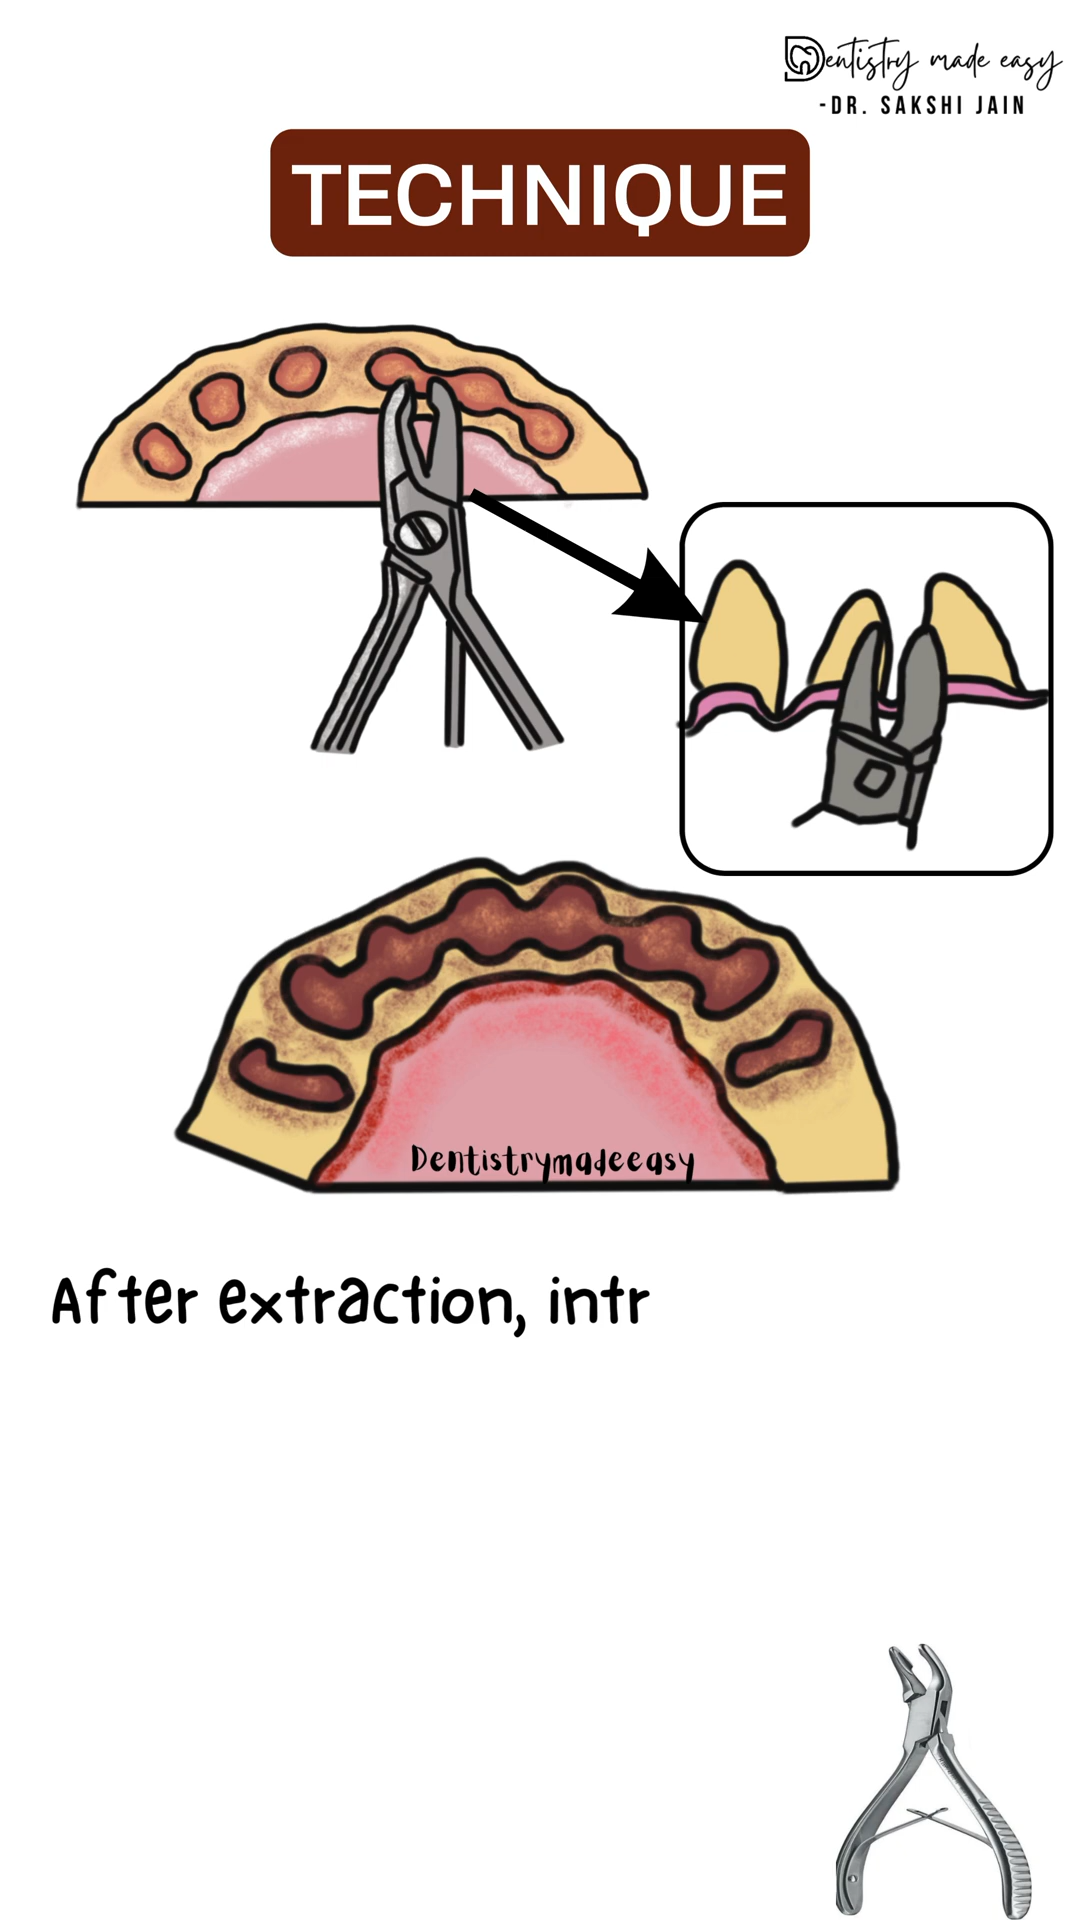 Dentistry made easy
-DR. SAKSHI JAIN
TECHNIQUE
Dentistrymadeeasy
After extraction, intr